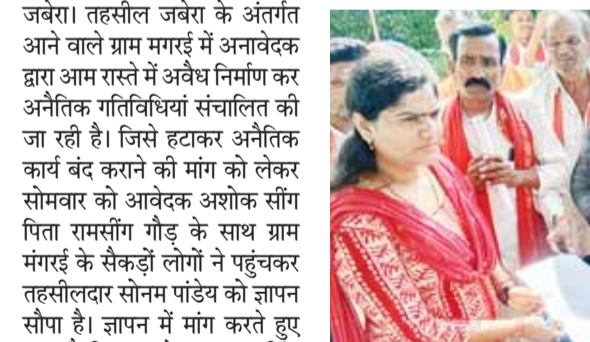 जबेरा। तहसील जबेरा के अंतर्गत
आने वाले ग्राम मगरई में अनावेदक
द्वारा आम रास्ते में अवैध निर्माण कर
अनैतिक गतिविधियां संचालित की
जा रही है। जिसे हटाकर अनैतिक
कार्य बंद कराने की मांग को लेकर
सोमवार को आवेदक अशोक सींग
पिता रामसींग गौड़ के साथ ग्राम
मंगरई के सैकड़ों लोगों ने पहुंचकर
तहसीलदार सोनम पांडेय को ज्ञापन
सौपा है। ज्ञापन में मांग करते हुए